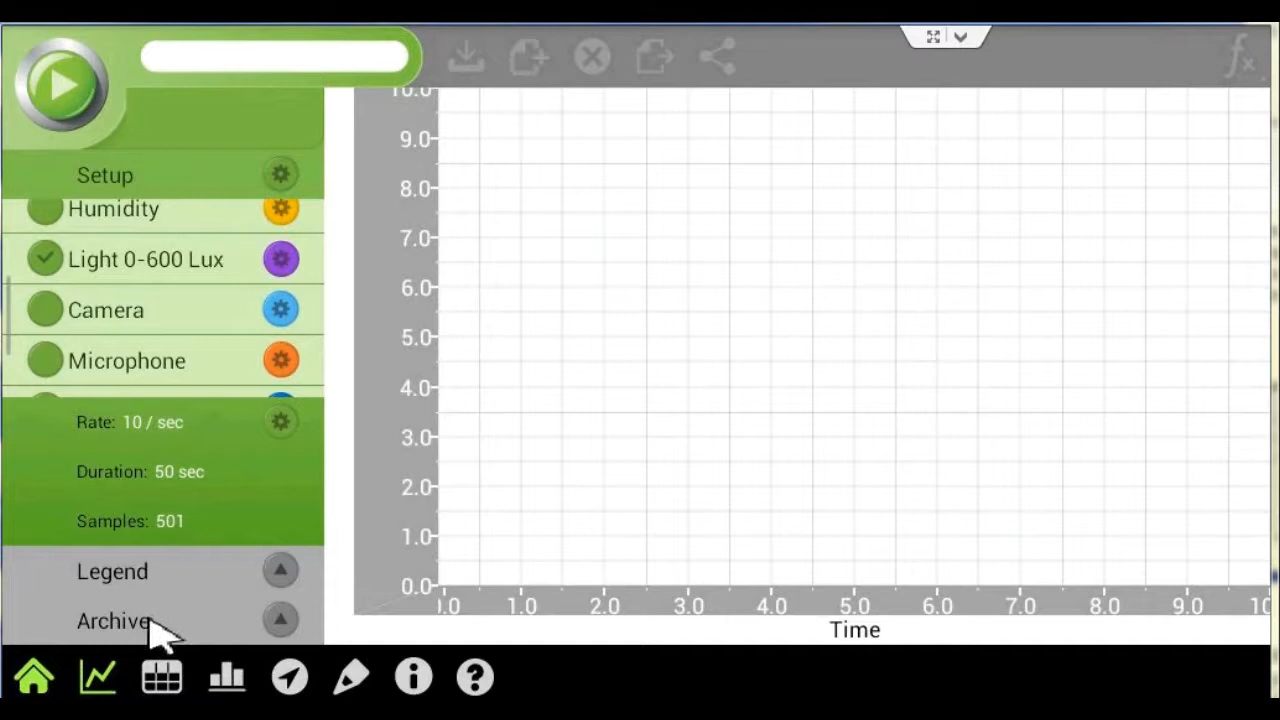 Setup
Humidity
Light 0-600 Lux
Camera
Microphone
Rate: 10 / sec
Duration: 50 sec
Samples: 501
Legend
Archive
fx
10.0
9.0
8.0
7.0
6.0
5.0
4.0
3.0
2.0
1.0
0.0
1.0 2.0 3.0 4.0 5.0 6.0 7.0 8.0 9.0 10
Time